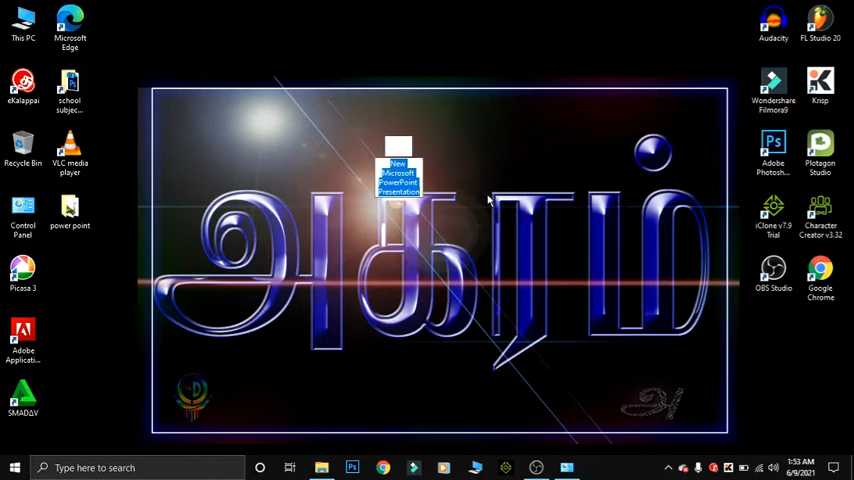 This PC
Microsoft
Edge
Audacity
FL Studio 20
eKalappai
school
subjec...
Wondershare
Filmora9
Krisp
Recycle Bin
VLC media
player
New
Microsoft
PowerPoint
Presentation
Adobe
Photosh...
Plotagon
Studio
அகரம்
Control
Panel
power point
iClone v7.9
Trial
Character
Creator v3.32
Picasa 3
OBS Studio
Google
Chrome
Adobe
Applicati...
SMADAV
Type here to search
1:53 AM
6/9/2021